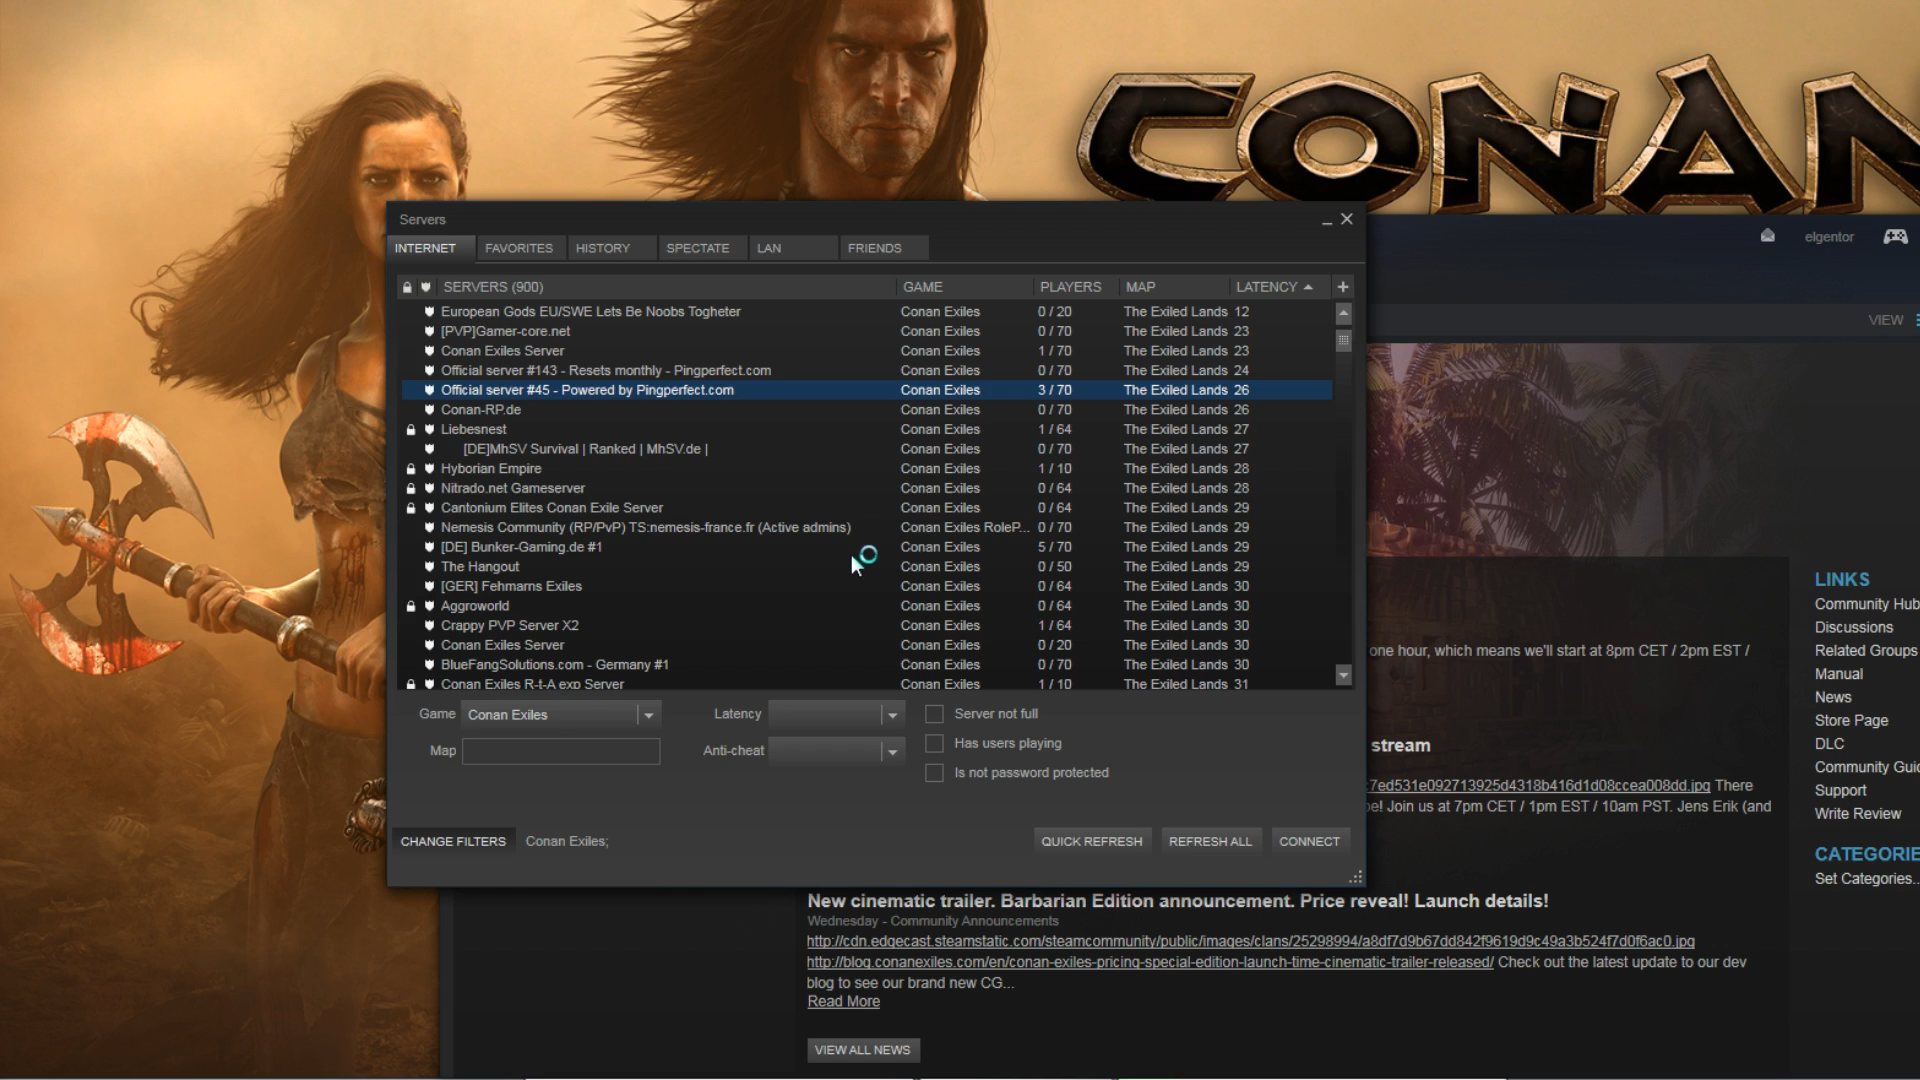 CONAN
elgentor
VIEW
Servers
INTERNET FAVORITES HISTORY SPECTATE LAN FRIENDS
SERVERS (900) GAME PLAYERS MAP LATENCY
European Gods EU/SWE Lets Be Noobs Togheter Conan Exiles 0 / 20 The Exiled Lands 12
[PVP]Gamer-core.net Conan Exiles 0 / 70 The Exiled Lands 23
Conan Exiles Server Conan Exiles 1 / 70 The Exiled Lands 23
Official server #143 - Resets monthly - Pingperfect.com Conan Exiles 0 / 70 The Exiled Lands 24
Official server #45 - Powered by Pingperfect.com Conan Exiles 3 / 70 The Exiled Lands 26
Conan-RP.de Conan Exiles 0 / 70 The Exiled Lands 26
Liebesnest Conan Exiles 1 / 64 The Exiled Lands 27
[DE]MhSV Survival | Ranked | MhSV.de | Conan Exiles 0 / 70 The Exiled Lands 27
Hyborian Empire Conan Exiles 1 / 10 The Exiled Lands 28
Nitrado.net Gameserver Conan Exiles 0 / 64 The Exiled Lands 28
Cantonium Elites Conan Exile Server Conan Exiles 0 / 64 The Exiled Lands 29
Nemesis Community (RP/PvP) TS:nemesis-france.fr (Active admins) Conan Exiles RoleP... 0 / 70 The Exiled Lands 29
[DE] Bunker-Gaming.de #1 Conan Exiles 5 / 70 The Exiled Lands 29
The Hangout Conan Exiles 0 / 50 The Exiled Lands 29
[GER] Fehmarns Exiles Conan Exiles 0 / 64 The Exiled Lands 30
Aggroworld Conan Exiles 0 / 64 The Exiled Lands 30
Crappy PVP Server X2 Conan Exiles 1 / 64 The Exiled Lands 30
Conan Exiles Server Conan Exiles 0 / 20 The Exiled Lands 30
BlueFangSolutions.com - Germany #1 Conan Exiles 0 / 70 The Exiled Lands 30
Conan Exiles R-t-A exp Server Conan Exiles 1 / 10 The Exiled Lands 31
Game Conan Exiles Latency Server not full
Map Anti-cheat Has users playing
Is not password protected
CHANGE FILTERS Conan Exiles; QUICK REFRESH REFRESH ALL CONNECT
one hour, which means we'll start at 8pm CET / 2pm EST /
stream
7ed531e092713925d4318b416d1d08ccea008dd.jpg There
be! Join us at 7pm CET / 1pm EST / 10am PST. Jens Erik (and
New cinematic trailer. Barbarian Edition announcement. Price reveal! Launch details!
Wednesday - Community Announcements
http://cdn.edgecast.steamstatic.com/steamcommunity/public/images/clans/25298994/a8df7d9b67dd842f9619d9c49a3b524f7d0f6ac0.jpg
http://blog.conanexiles.com/en/conan-exiles-pricing-special-edition-launch-time-cinematic-trailer-released/ Check out the latest update to our dev
blog to see our brand new CG...
Read More
VIEW ALL NEWS
LINKS
Community Hub
Discussions
Related Groups
Manual
News
Store Page
DLC
Community Guid
Support
Write Review
CATEGORIE
Set Categories...